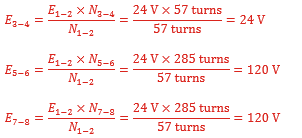 E₃₋₄ = (E₁₋₂ × N₃₋₄) / N₁₋₂ = (24 V × 57 turns) / 57 turns = 24 V
E₅₋₆ = (E₁₋₂ × N₅₋₆) / N₁₋₂ = (24 V × 285 turns) / 57 turns = 120 V
E₇₋₈ = (E₁₋₂ × N₇₋₈) / N₁₋₂ = (24 V × 285 turns) / 57 turns = 120 V